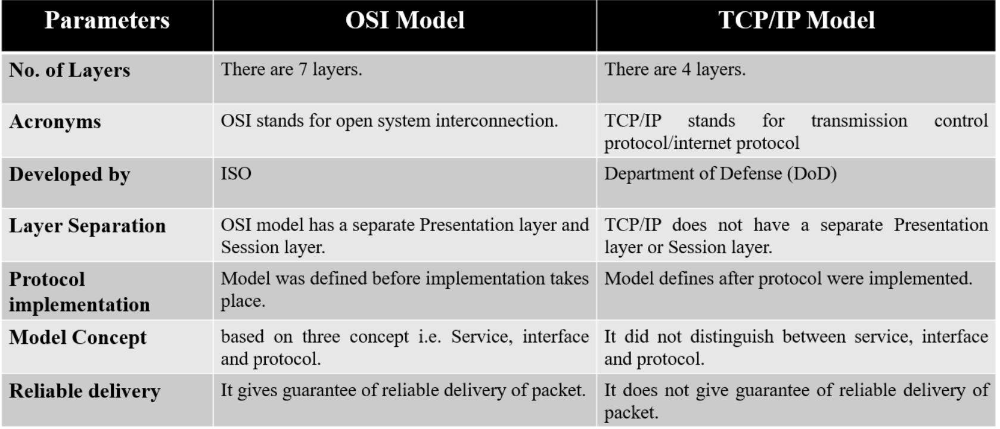 Parameters OSI Model TCP/IP Model
No. of Layers There are 7 layers. There are 4 layers.
Acronyms OSI stands for open system interconnection. TCP/IP stands for transmission control
protocol/internet protocol
Developed by ISO Department of Defense (DoD)
Layer Separation OSI model has a separate Presentation layer and
Session layer.
TCP/IP does not have a separate Presentation
layer or Session layer.
Protocol
implementation
Model was defined before implementation takes
place.
Model defines after protocol were implemented.
Model Concept based on three concept i.e. Service, interface
and protocol.
It did not distinguish between service, interface
and protocol.
Reliable delivery It gives guarantee of reliable delivery of packet. It does not give guarantee of reliable delivery of
packet.